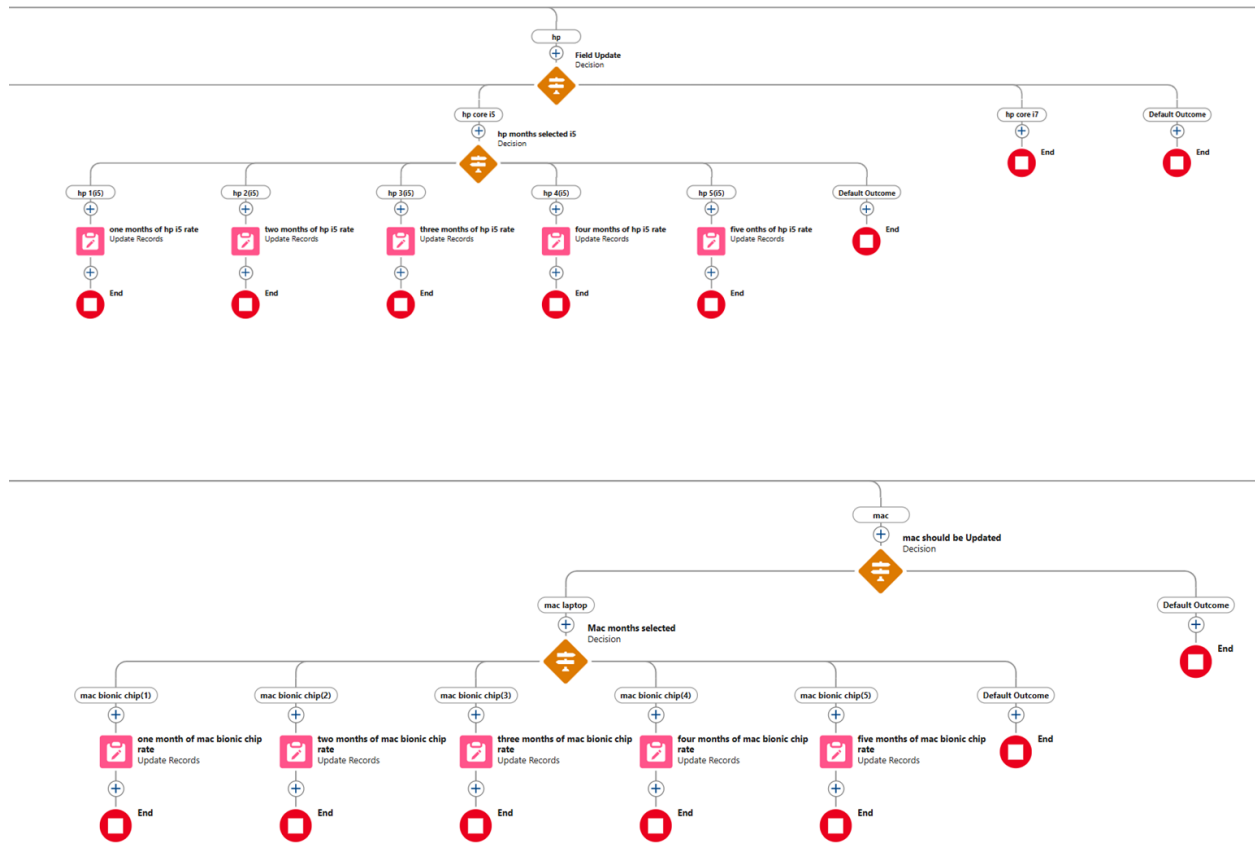 hp
Field Update
Decision
hp core i5
hp core i7
Default Outcome
hp months selected i5
Decision
End
End
hp 1(i5)
hp 2(i5)
hp 3(i5)
hp 4(i5)
hp 5(i5)
Default Outcome
one months of hp i5 rate
Update Records
two months of hp i5 rate
Update Records
three months of hp i5 rate
Update Records
four months of hp i5 rate
Update Records
five onths of hp i5 rate
Update Records
End
End
End
End
End
End
mac
mac should be Updated
Decision
mac laptop
Default Outcome
Mac months selected
Decision
End
mac bionic chip(1)
mac bionic chip(2)
mac bionic chip(3)
mac bionic chip(4)
mac bionic chip(5)
Default Outcome
one month of mac bionic chip
rate
Update Records
two months of mac bionic chip
rate
Update Records
three months of mac bionic chip
rate
Update Records
four months of mac bionic chip
rate
Update Records
five months of mac bionic chip
rate
Update Records
End
End
End
End
End
End